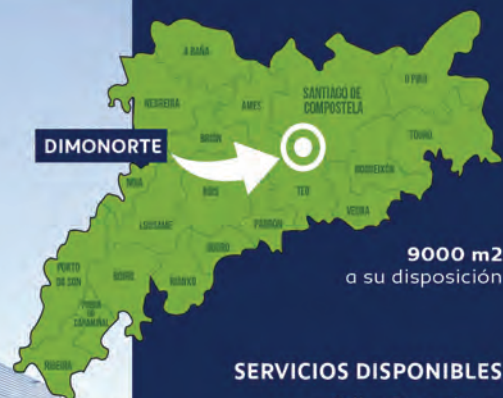 A BAÑA
O PINO
SANTIAGO DE
COMPOSTELA
NEGREIRA
AMES
TOURO
BRIÓN
DIMONORTE
BOQUEIXÓN
NOIA
ROIS
TEO
VEDRA
LOUSAME
PADRÓN
DODRO
9000 m2
a su disposición
PORTO
DO SON
BOIRO
RIANXO
POBRA
DO
CARAMIÑAL
RIBEIRA
SERVICIOS DISPONIBLES